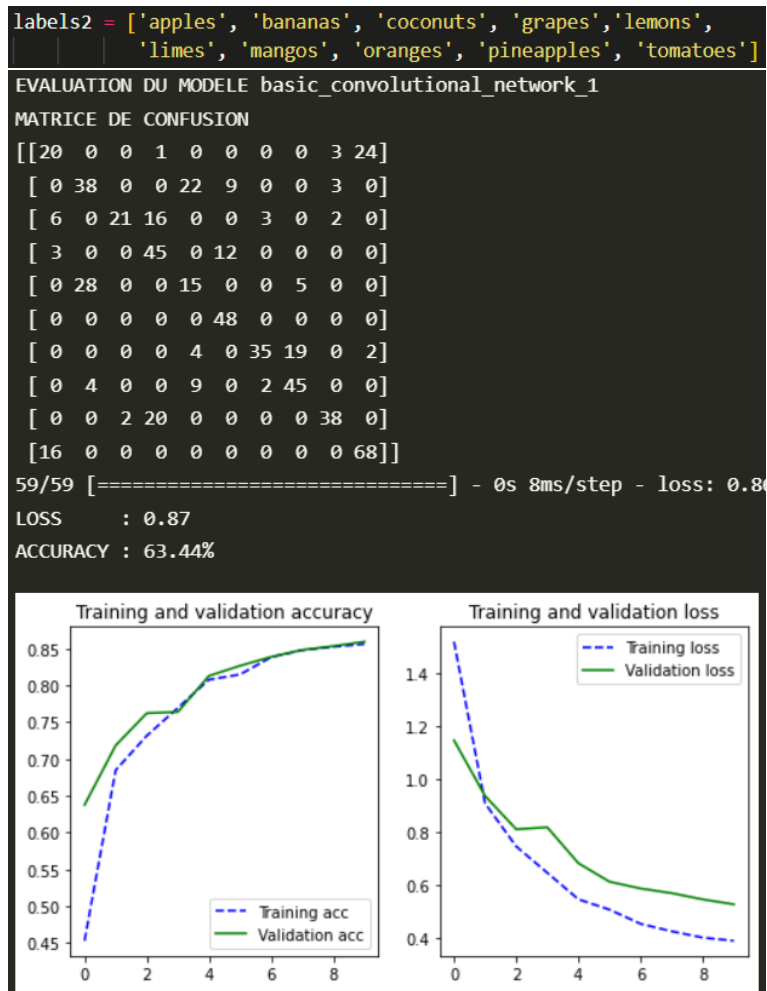 labels2 = ['apples', 'bananas', 'coconuts', 'grapes','lemons',
'limes', 'mangos', 'oranges', 'pineapples', 'tomatoes']
EVALUATION DU MODELE basic_convolutional_network_1
MATRICE DE CONFUSION
[[20 0 0 1 0 0 0 0 3 24]
[ 0 38 0 0 22 9 0 0 3 0]
[ 6 0 21 16 0 0 3 0 2 0]
[ 3 0 0 45 0 12 0 0 0 0]
[ 0 28 0 0 15 0 0 5 0 0]
[ 0 0 0 0 0 48 0 0 0 0]
[ 0 0 0 0 4 0 35 19 0 2]
[ 0 4 0 0 9 0 2 45 0 0]
[ 0 0 2 20 0 0 0 0 38 0]
[16 0 0 0 0 0 0 0 0 68]]
59/59 [==============================] - 0s 8ms/step - loss: 0.86
LOSS : 0.87
ACCURACY : 63.44%
Training and validation accuracy
0.85
0.80
0.75
0.70
0.65
0.60
0.55
0.50
0.45
0 2 4 6 8
Training acc
Validation acc
Training and validation loss
1.4
1.2
1.0
0.8
0.6
0.4
0 2 4 6 8
Training loss
Validation loss